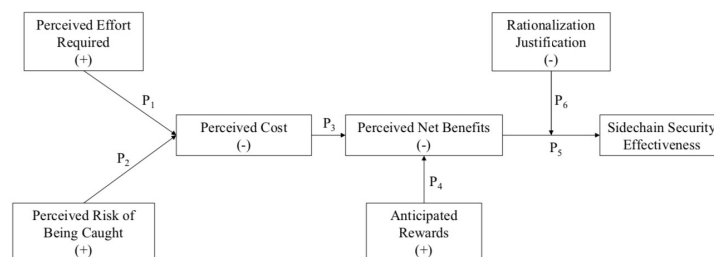 Perceived Effort
Required
(+)
Rationalization
Justification
(-)
P1
P6
Perceived Cost
(-)
P3
Perceived Net Benefits
(-)
P5
Sidechain Security
Effectiveness
P2
P4
Perceived Risk of
Being Caught
(+)
Anticipated
Rewards
(+)